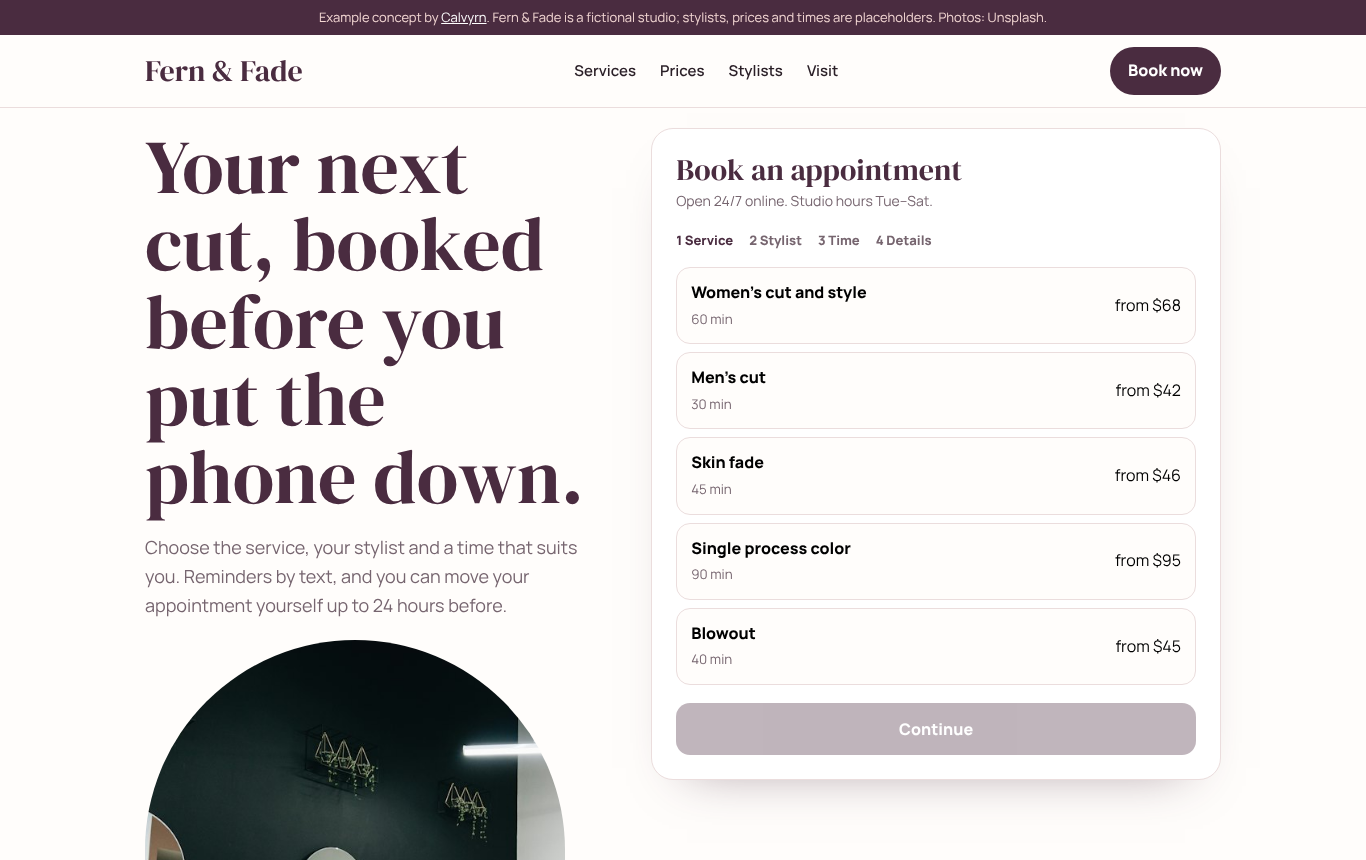 Example concept by Calvyrn. Fern & Fade is a fictional studio; stylists, prices and times are placeholders. Photos: Unsplash.
Fern & Fade
Services
Prices
Stylists
Visit
Book now
Your next
cut, booked
before you
put the
phone down.
Choose the service, your stylist and a time that suits
you. Reminders by text, and you can move your
appointment yourself up to 24 hours before.
Book an appointment
Open 24/7 online. Studio hours Tue–Sat.
1 Service
2 Stylist
3 Time
4 Details
Women's cut and style
60 min
from $68
Men's cut
30 min
from $42
Skin fade
45 min
from $46
Single process color
90 min
from $95
Blowout
40 min
from $45
Continue